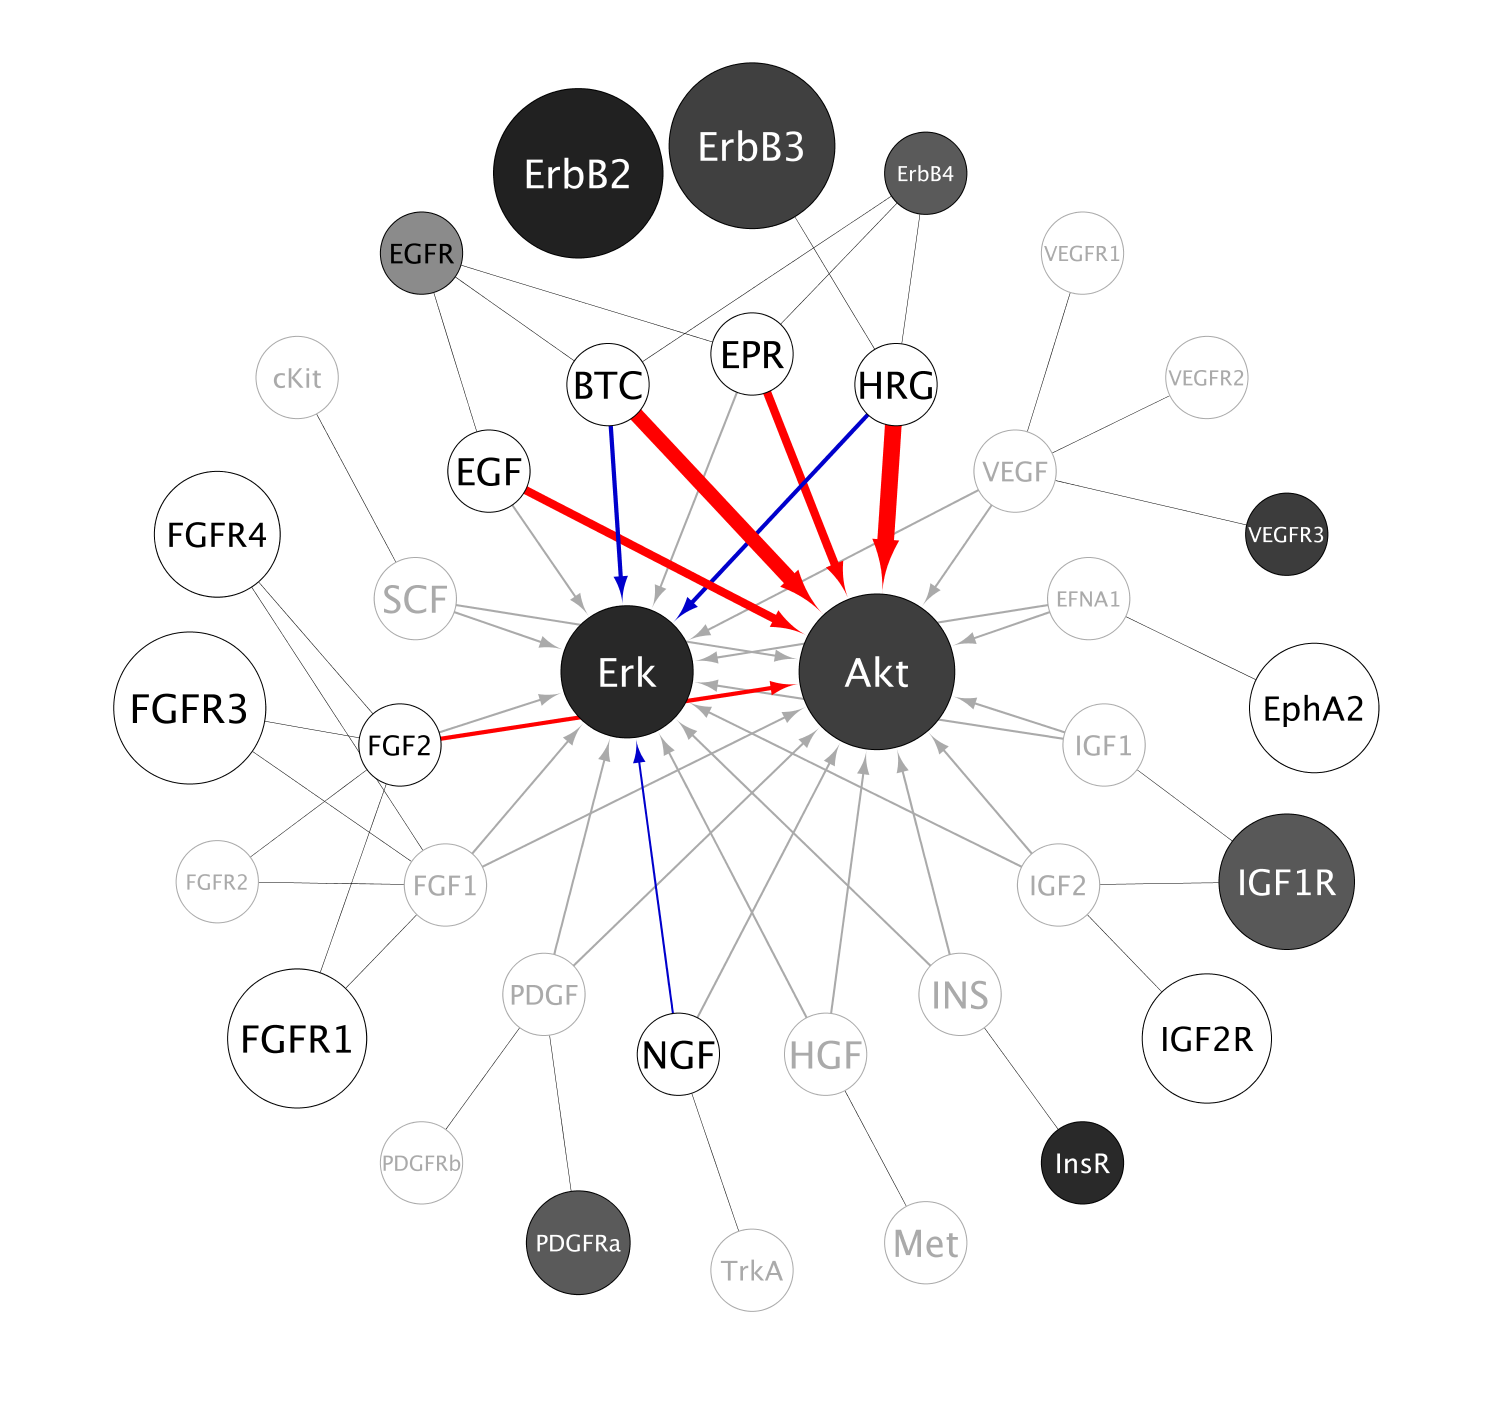 ErbB3
ErbB2
ErbB4
EGFR
VEGFR1
EPR
cKit
BTC
HRG
VEGFR2
EGF
VEGF
FGFR4
VEGFR3
SCF
EFNA1
Erk
Akt
FGFR3
EphA2
FGF2
IGF1
FGFR2
FGF1
IGF2
IGF1R
PDGF
INS
FGFR1
NGF
HGF
IGF2R
PDGFRb
InsR
PDGFRa
TrkA
Met